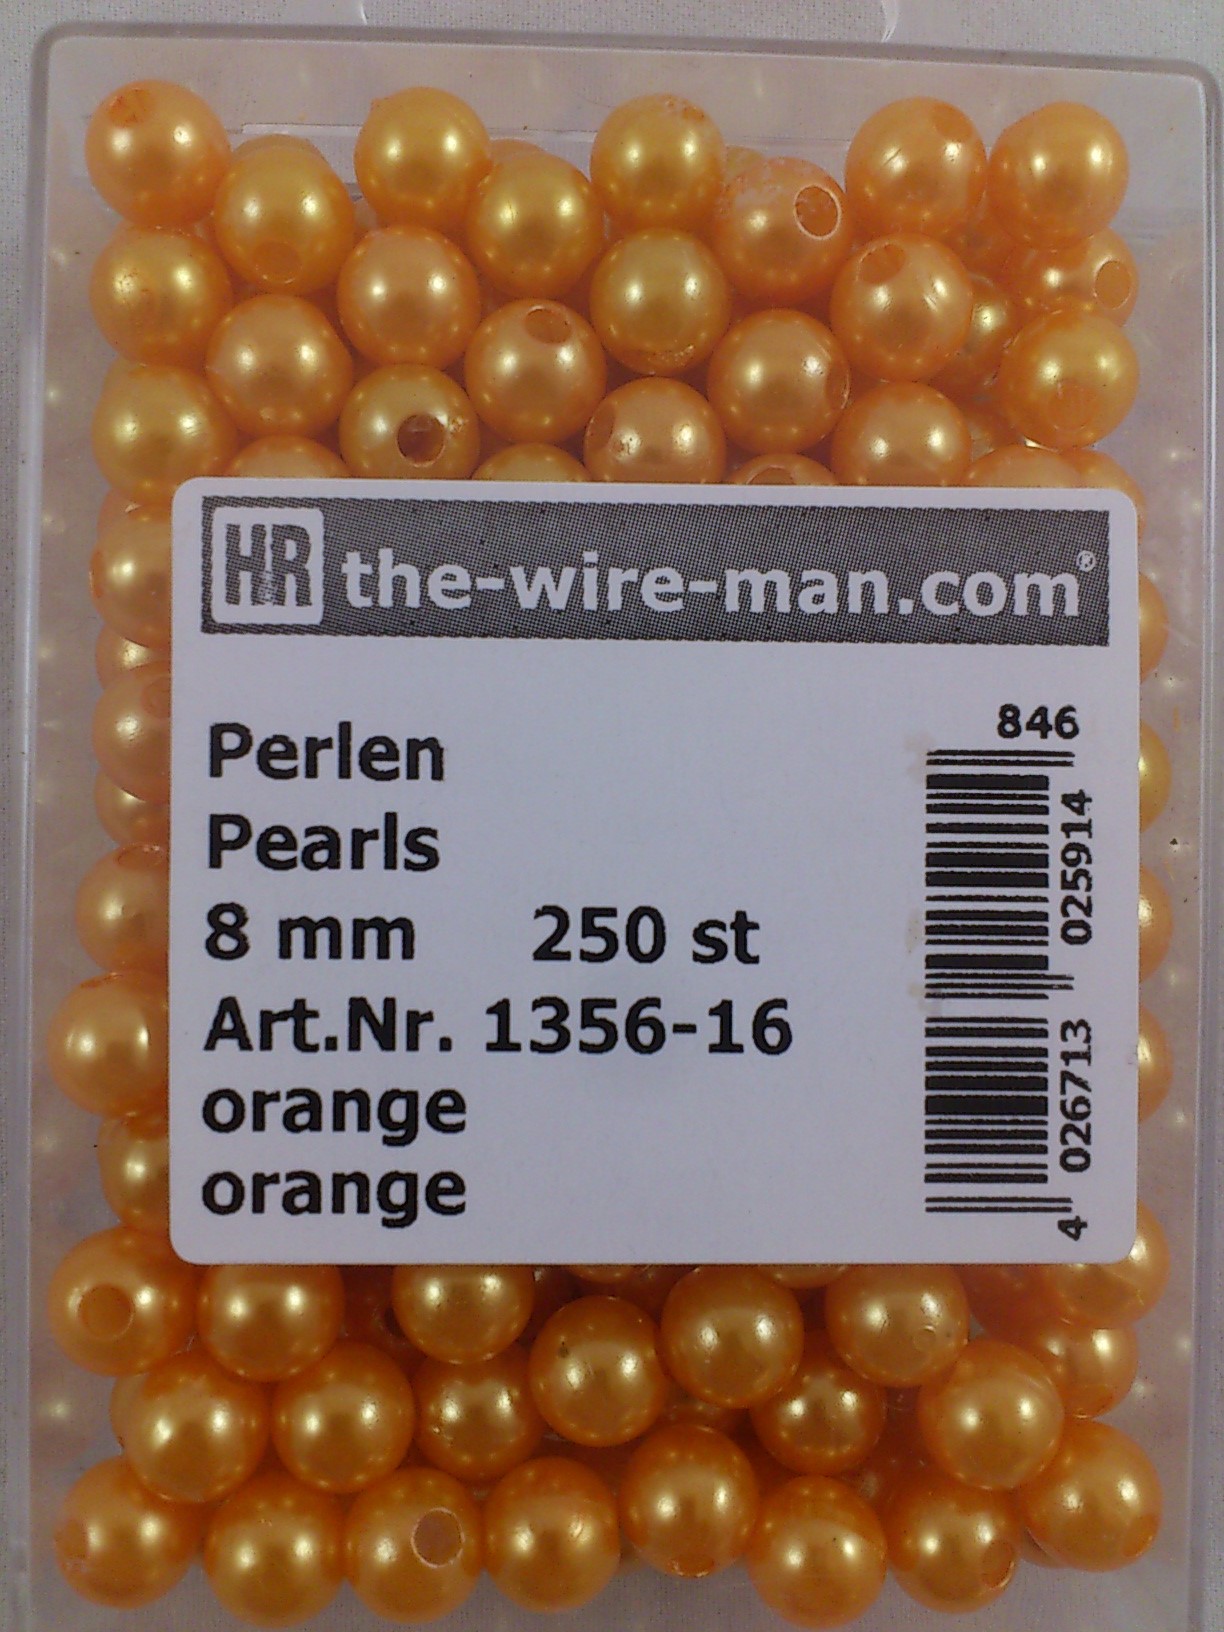 HR the-wire-man.com®
846
Perlen
Pearls
8 mm 250 st
Art.Nr. 1356-16
orange
orange
4 026713 025914